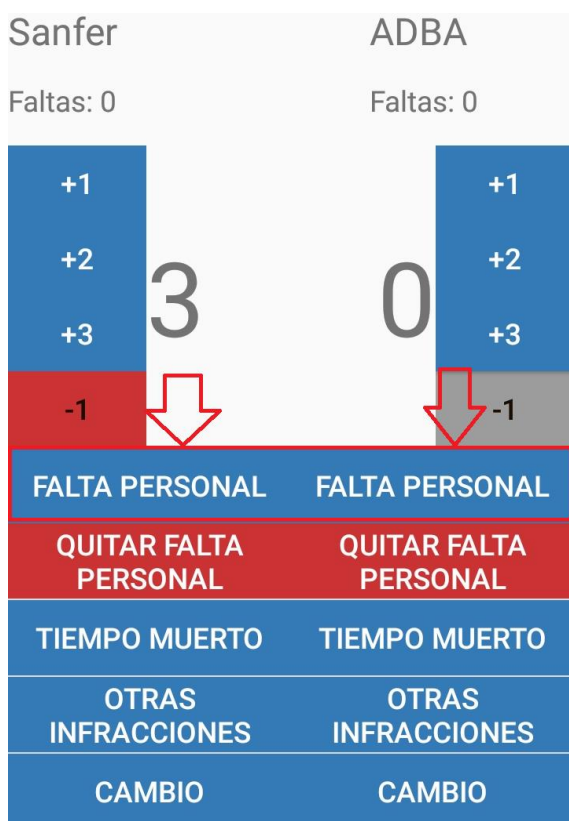 Sanfer ADBA
Faltas: 0 Faltas: 0
+1 +1
+2 +2
3 0
+3 +3
-1 -1
FALTA PERSONAL FALTA PERSONAL
QUITAR FALTA QUITAR FALTA
PERSONAL PERSONAL
TIEMPO MUERTO TIEMPO MUERTO
OTRAS OTRAS
INFRACCIONES INFRACCIONES
CAMBIO CAMBIO